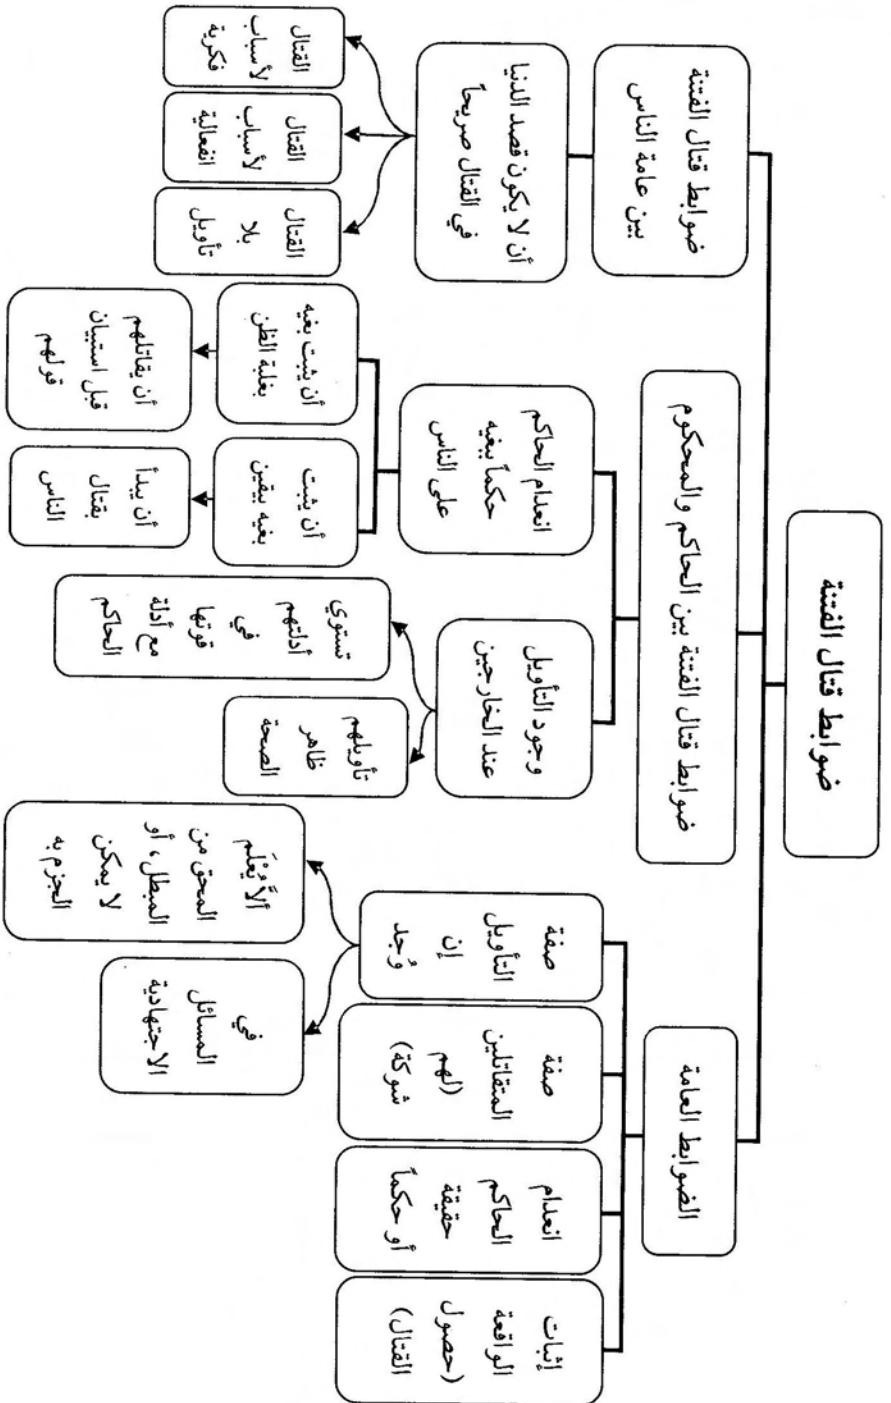 ضوابط قتال الفتنة
الضوابط العامة
إثبات
الواقعة
(حصول
القتال)
انعدام
الحاكم
حقيقة
أو حكماً
صفة
المتقاتلين
(لهم
شوكة)
صفة
التأويل
إن
وُجد
في
المسائل
الاجتهادية
ألاَّ يُعْلَم
المحق من
المبطل، أو
لا يمكن
الجزم به
ضوابط قتال الفتنة بين الحاكم والمحكوم
وجود التأويل
عند الخارجين
تأويلهم
ظاهر
الصحة
تستوي
أدلتهم
في
قوتها
مع أدلة
الحاكم
انعدام الحاكم
حكماً ببغيه
على الناس
أن يثبت
بغيه بيقين
أن يبدأ
بقتال
الناس
أن يثبت بغيه
بغلبة الظن
أن يقاتلهم
قبل استبيان
قولهم
ضوابط قتال الفتنة
بين عامة الناس
أن لا يكون قصد الدنيا
في القتال صريحاً
القتال
بلا
تأويل
القتال
لأسباب
انفعالية
القتال
لأسباب
فكرية